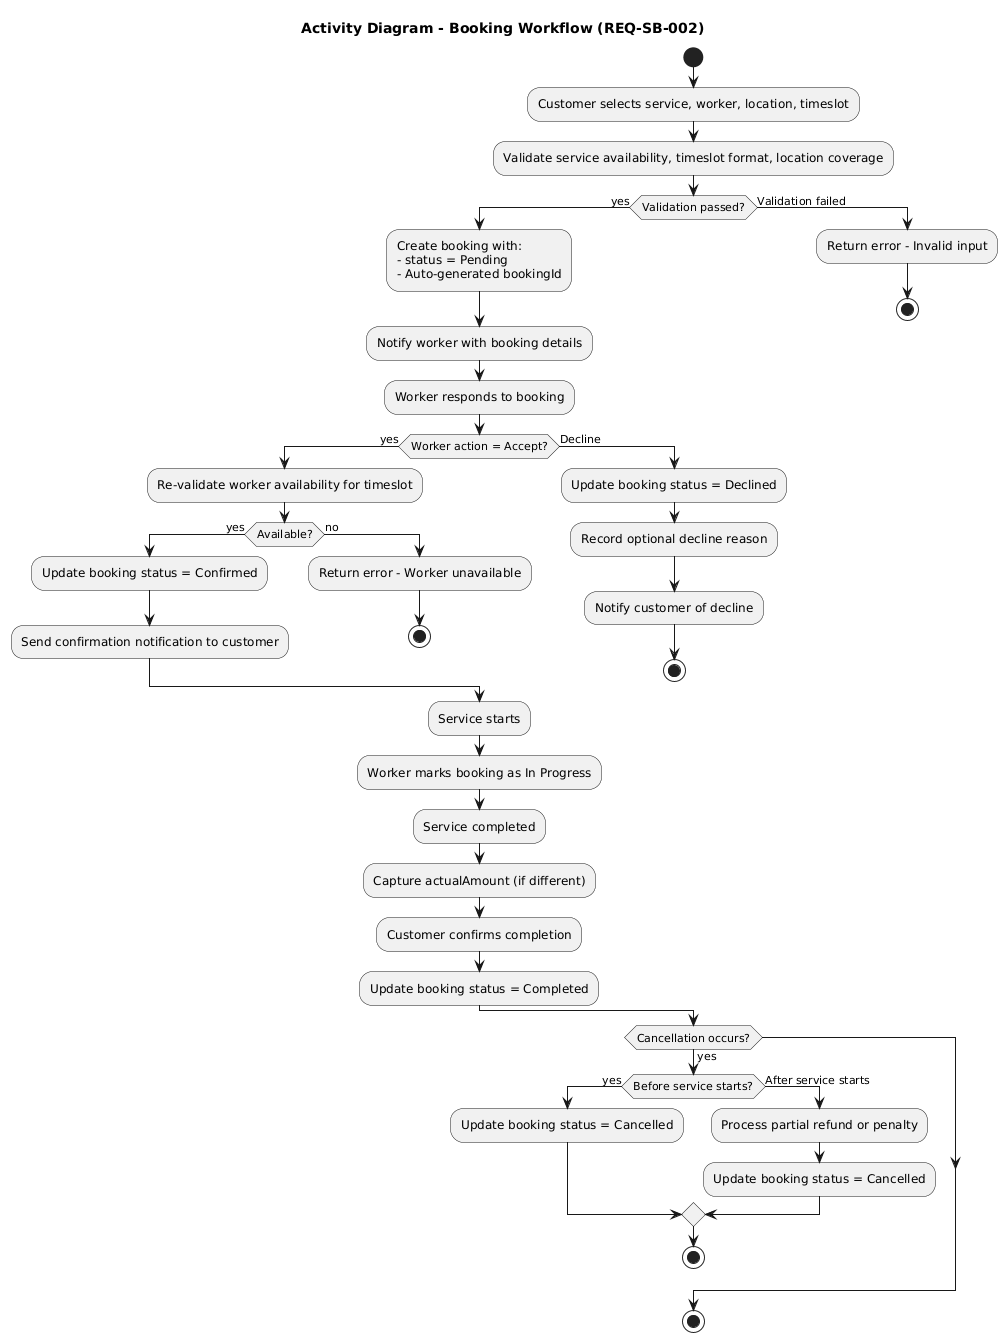 Activity Diagram - Booking Workflow (REQ-SB-002)
Customer selects service, worker, location, timeslot
Validate service availability, timeslot format, location coverage
yes
Validation passed?
Validation failed
Create booking with:
- status = Pending
- Auto-generated bookingId
Return error - Invalid input
Notify worker with booking details
Worker responds to booking
yes
Worker action = Accept?
Decline
Re-validate worker availability for timeslot
Update booking status = Declined
yes
Available?
no
Record optional decline reason
Update booking status = Confirmed
Return error - Worker unavailable
Notify customer of decline
Send confirmation notification to customer
Service starts
Worker marks booking as In Progress
Service completed
Capture actualAmount (if different)
Customer confirms completion
Update booking status = Completed
Cancellation occurs?
yes
yes
Before service starts?
After service starts
Update booking status = Cancelled
Process partial refund or penalty
Update booking status = Cancelled